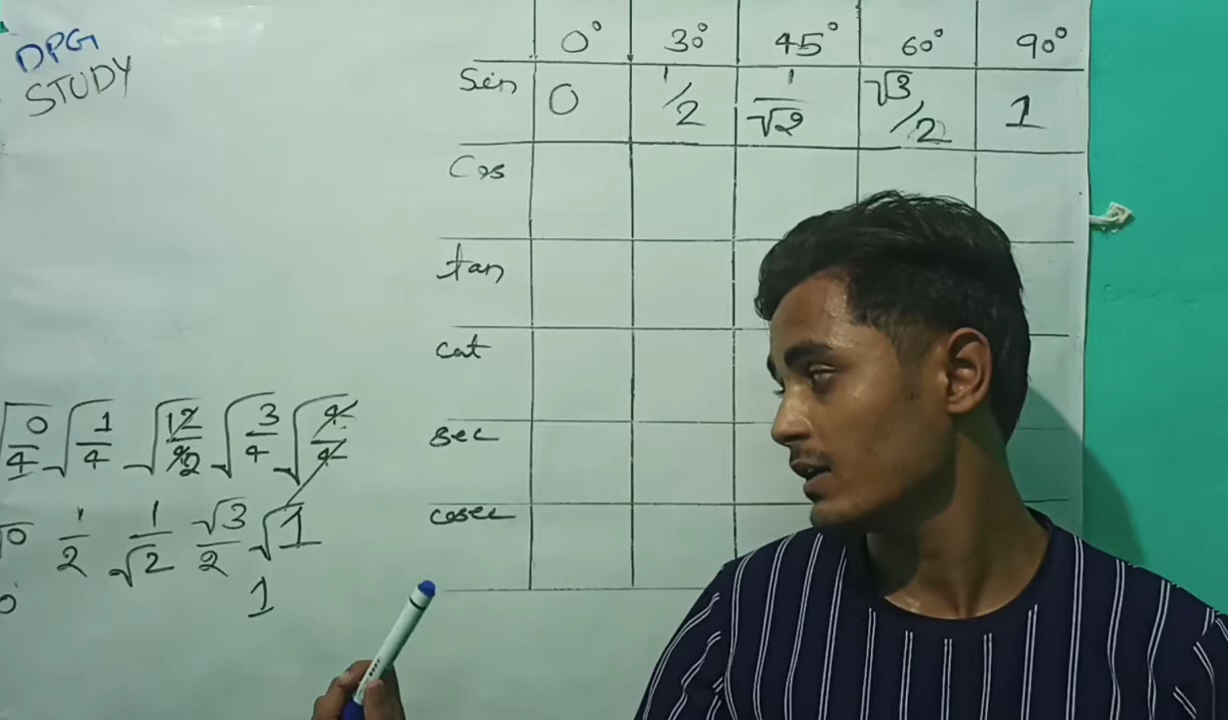 DPG
STUDY
0° 30° 45° 60° 90°
Sin 0 1/2 1/√2 √3/2 1
Cos
tan
cot
sec
cosec
√0/4 √1/4 √12/42 √3/4 √4/4
√0 1/2 1/√2 √3/2 √1
0 1